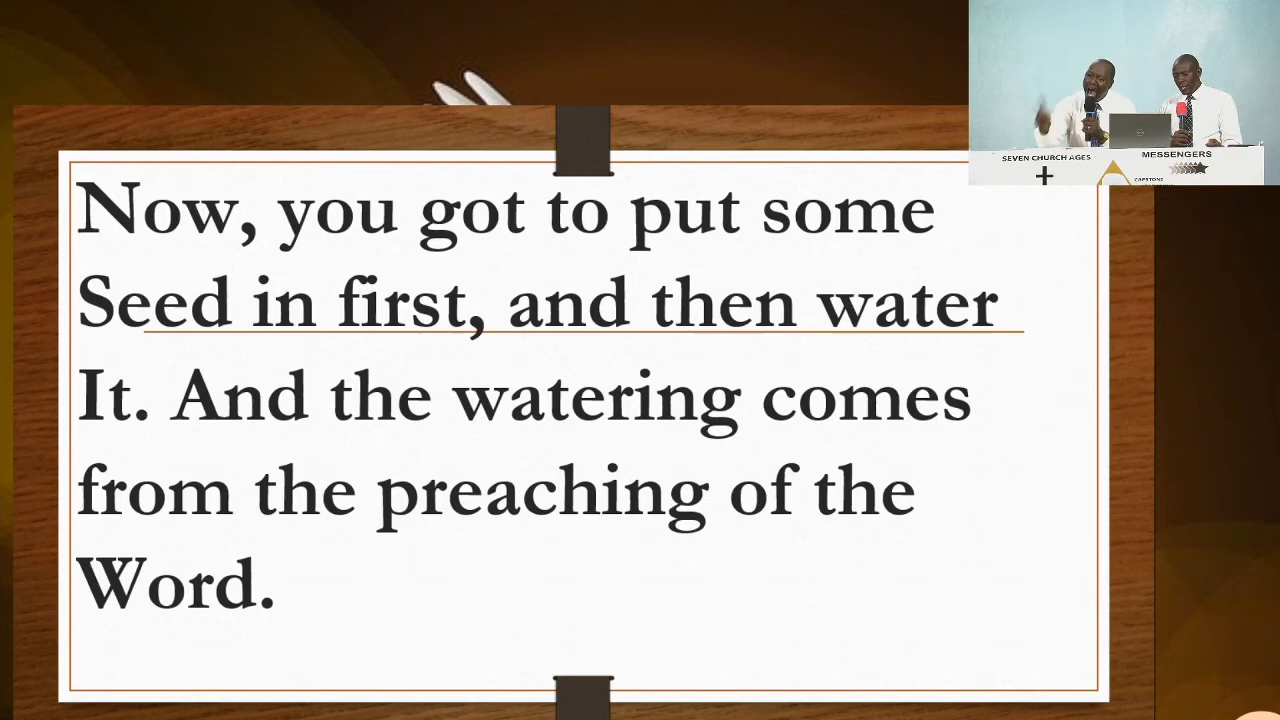 Now, you got to put some
Seed in first, and then water
It. And the watering comes
from the preaching of the
Word.
SEVEN CHURCH AGES
MESSENGERS
CAPSTONE